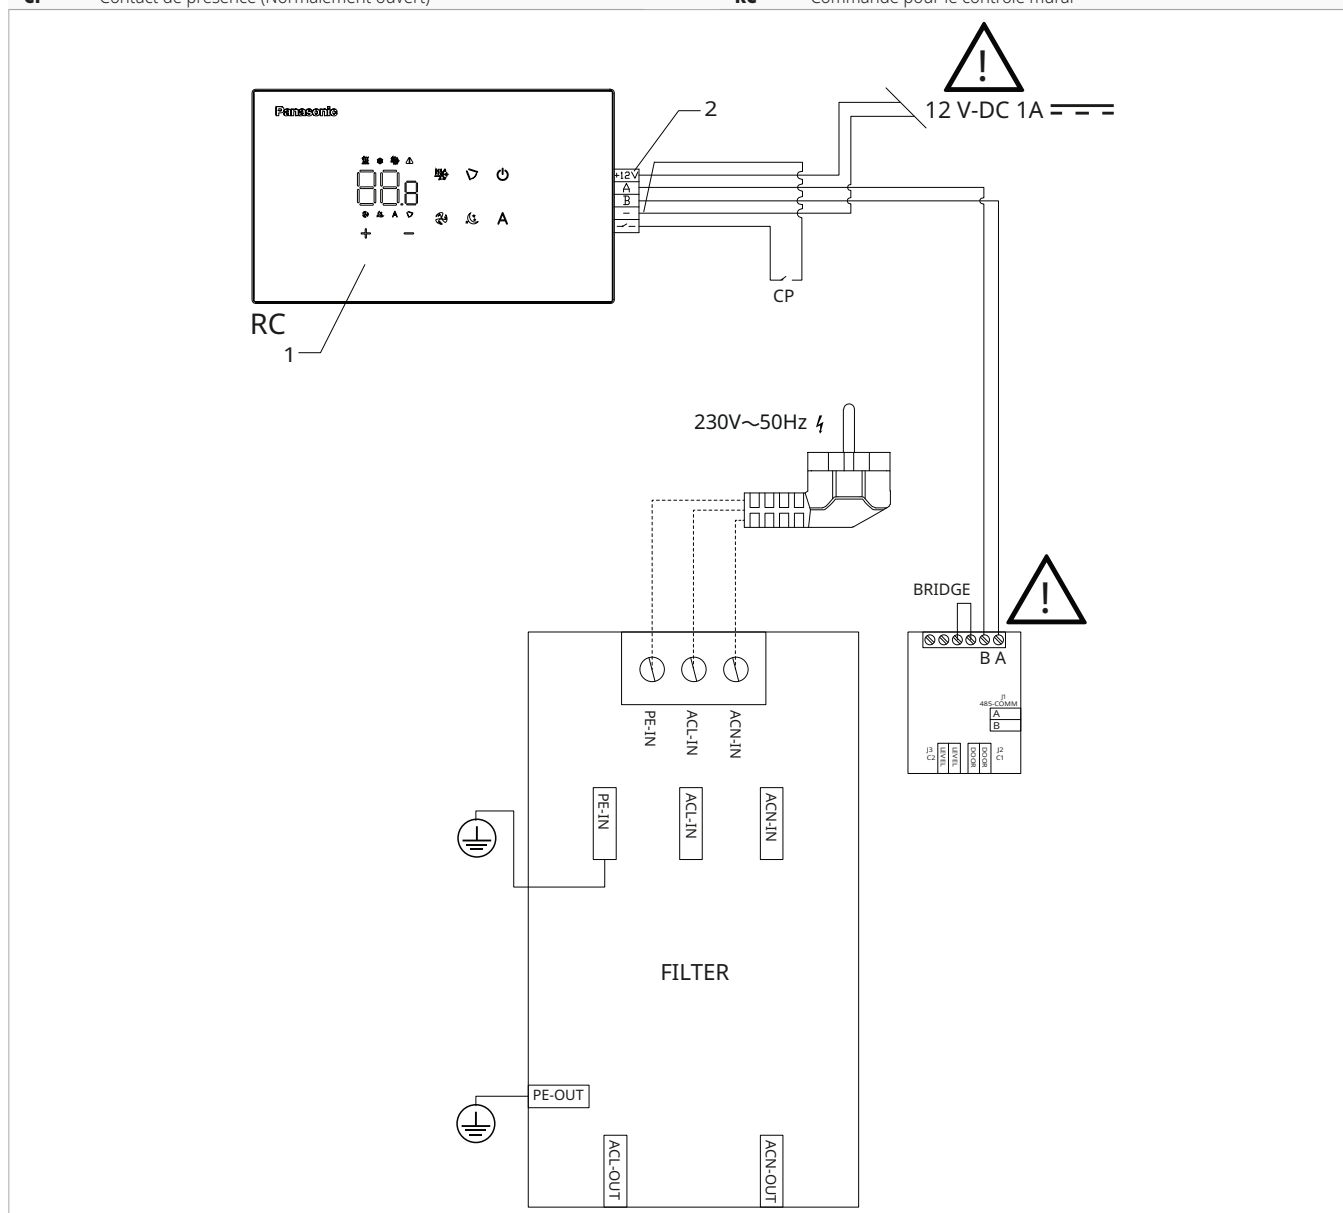 CP Contact de présence (Normalement ouvert) RC Commande pour le contrôle mural
12 V-DC 1A
Panasonic
2
+12V
A
B
-
88.8
A
A
+ -
CP
RC
1
230V~50Hz
BRIDGE
B A
J1
485-COMM
A
B
J3
C2
LEVEL
LEVEL
DOOR
DOOR
J2
C1
PE-IN
ACL-IN
ACN-IN
PE-IN
ACL-IN
ACN-IN
FILTER
PE-OUT
ACL-OUT
ACN-OUT